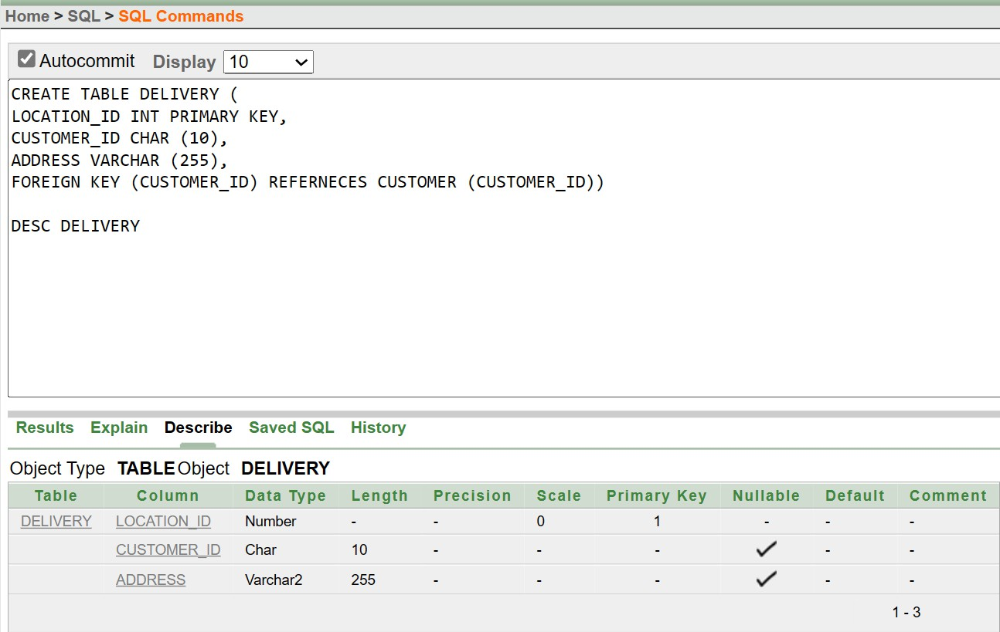 Home > SQL > SQL Commands
Autocommit Display 10
CREATE TABLE DELIVERY (
LOCATION_ID INT PRIMARY KEY,
CUSTOMER_ID CHAR (10),
ADDRESS VARCHAR (255),
FOREIGN KEY (CUSTOMER_ID) REFERNECES CUSTOMER (CUSTOMER_ID))
DESC DELIVERY
Results Explain Describe Saved SQL History
Object Type TABLE Object DELIVERY
Table Column Data Type Length Precision Scale Primary Key Nullable Default Comment
DELIVERY LOCATION_ID Number - - 0 1 - - -
CUSTOMER_ID Char 10 - - - ✓ - -
ADDRESS Varchar2 255 - - - ✓ - -
1 - 3